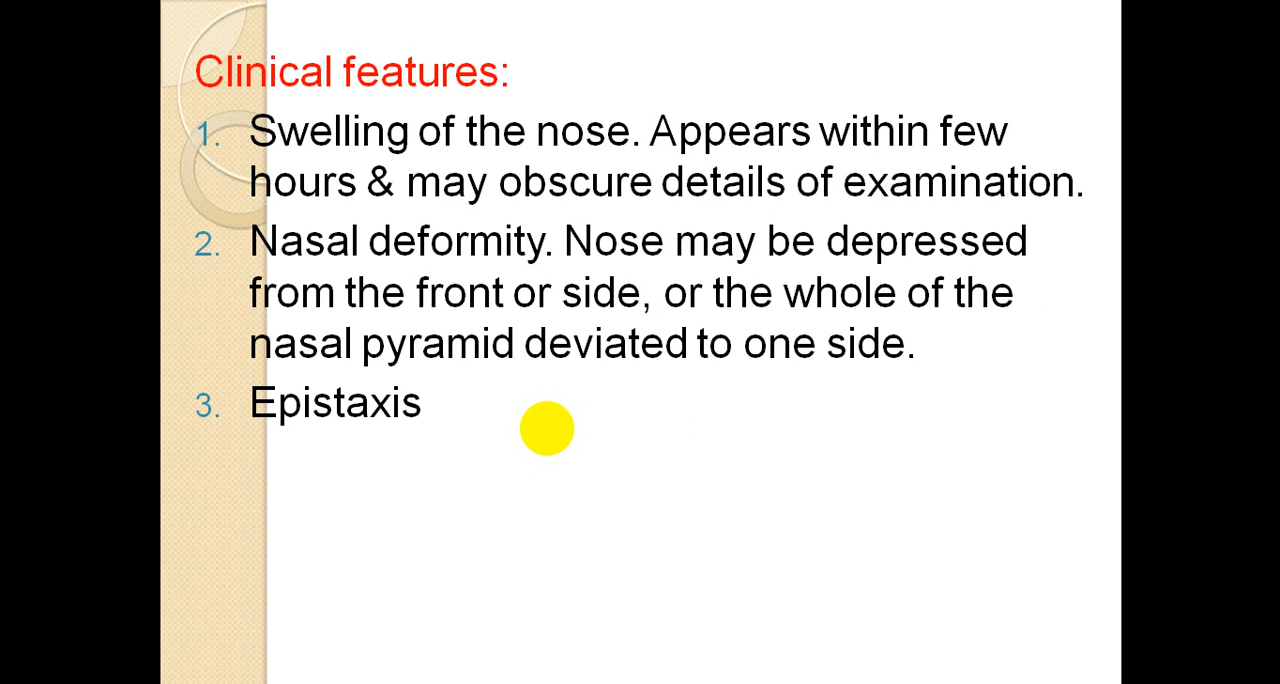 Clinical features:
1. Swelling of the nose. Appears within few
hours & may obscure details of examination.
2. Nasal deformity. Nose may be depressed
from the front or side, or the whole of the
nasal pyramid deviated to one side.
3. Epistaxis